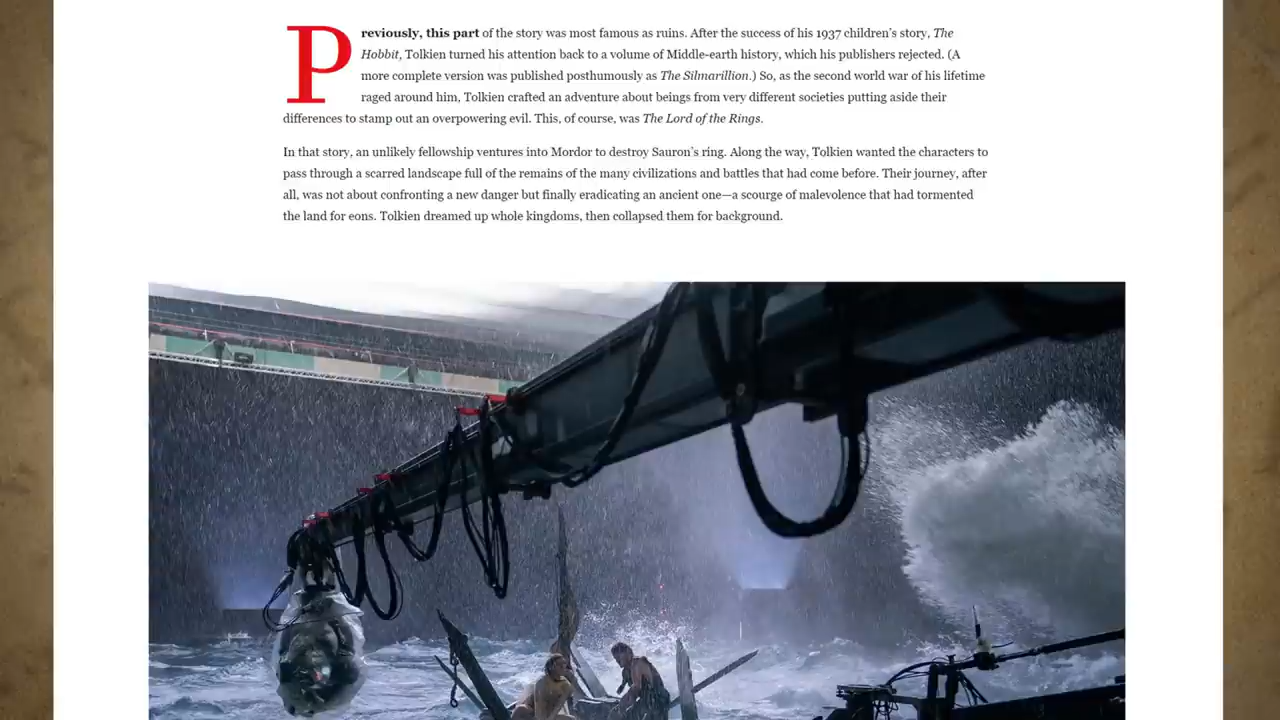 Previously, this part of the story was most famous as ruins. After the success of his 1937 children's story, The
Hobbit, Tolkien turned his attention back to a volume of Middle-earth history, which his publishers rejected. (A
more complete version was published posthumously as The Silmarillion.) So, as the second world war of his lifetime
raged around him, Tolkien crafted an adventure about beings from very different societies putting aside their
differences to stamp out an overpowering evil. This, of course, was The Lord of the Rings.
In that story, an unlikely fellowship ventures into Mordor to destroy Sauron's ring. Along the way, Tolkien wanted the characters to
pass through a scarred landscape full of the remains of the many civilizations and battles that had come before. Their journey, after
all, was not about confronting a new danger but finally eradicating an ancient one—a scourge of malevolence that had tormented
the land for eons. Tolkien dreamed up whole kingdoms, then collapsed them for background.